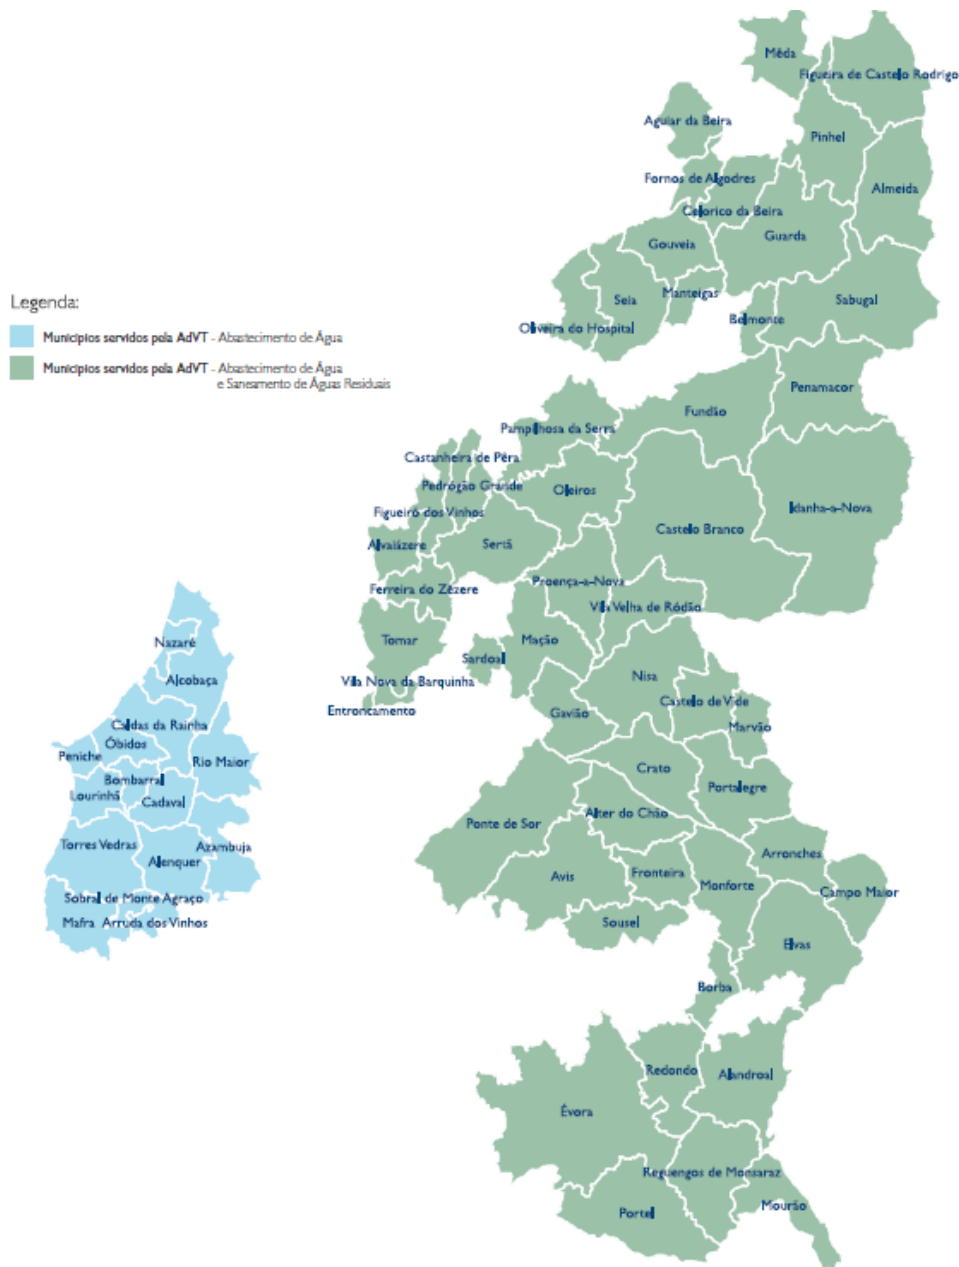 Mêda
Figueira de Castelo Rodrigo
Aguiar da Beira
Pinhel
Fornos de Algodres
Almeida
Celorico da Beira
Guarda
Gouveia
Legenda:
Manteigas
Seia
Sabugal
Belmonte
Oliveira do Hospital
Municípios servidos pela AdVT - Abastecimento de Água
Municípios servidos pela AdVT - Abastecimento de Água
e Saneamento de Águas Residuais
Penamacor
Fundão
Pampilhosa da Serra
Castanheira de Pêra
Pedrógão Grande
Oleiros
Idanha-a-Nova
Figueiró dos Vinhos
Castelo Branco
Alvaiázere
Sertã
Proença-a-Nova
Ferreira do Zêzere
Vila Velha de Ródão
Nazaré
Tomar
Mação
Sardoal
Nisa
Alcobaça
Vila Nova da Barquinha
Castelo de Vide
Entroncamento
Gavião
Caldas da Rainha
Marvão
Óbidos
Peniche
Rio Maior
Crato
Bombarral
Portalegre
Lourinhã
Cadaval
Alter do Chão
Ponte de Sor
Torres Vedras
Azambuja
Arronches
Alenquer
Fronteira
Avis
Monforte
Campo Maior
Sobral de Monte Agraço
Mafra
Arruda dos Vinhos
Sousel
Elvas
Borba
Redondo
Alandroal
Évora
Reguengos de Monsaraz
Mourão
Portel